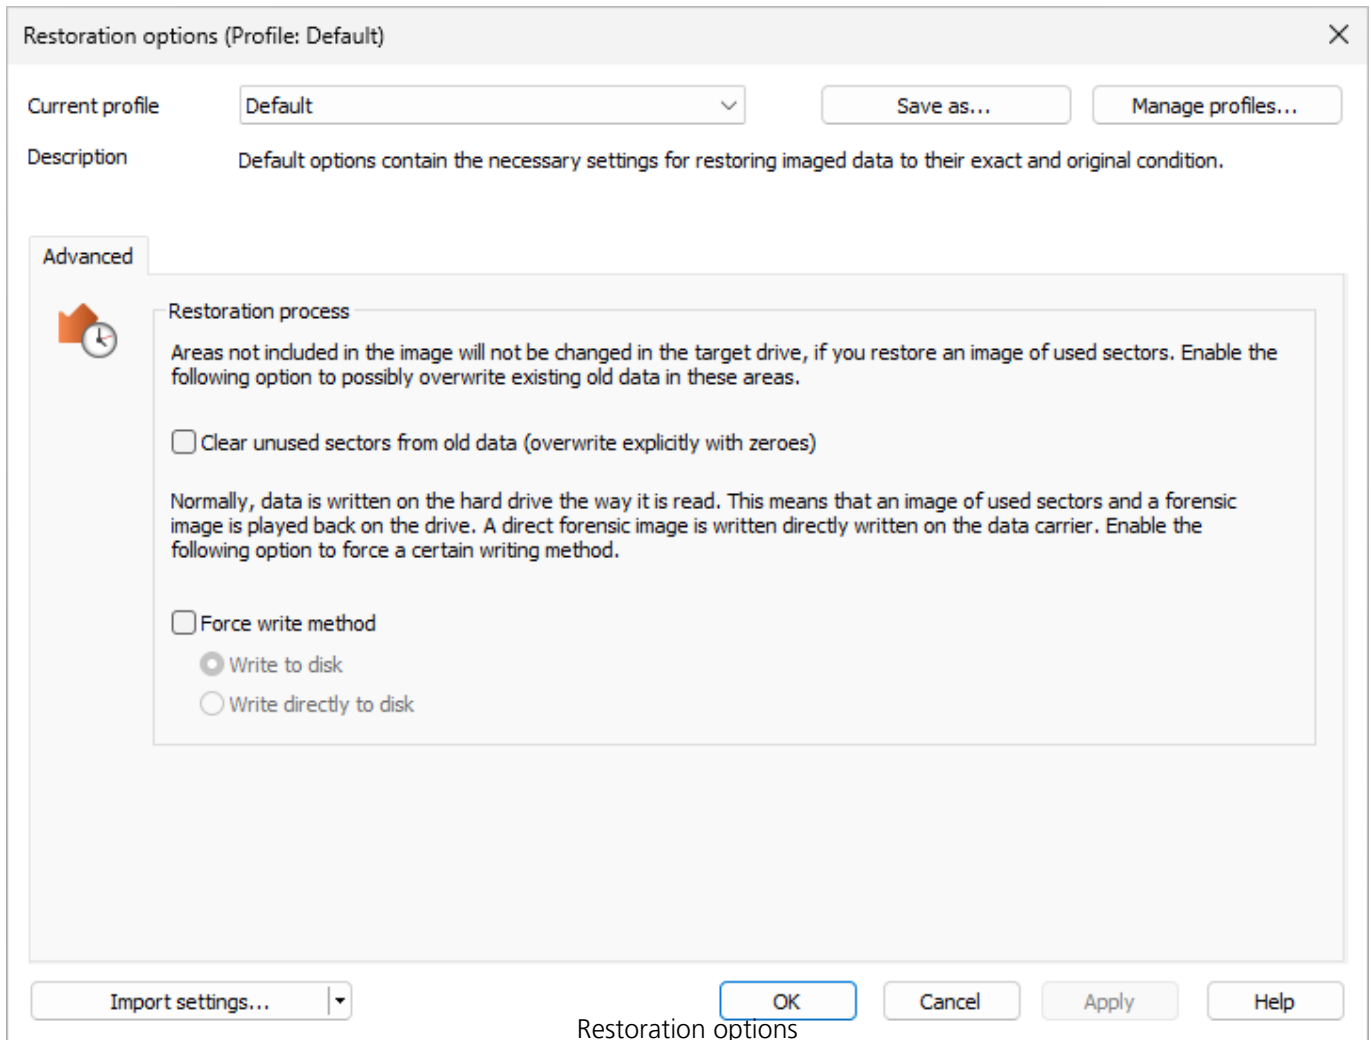 Restoration options (Profile: Default)
Current profile Default Save as... Manage profiles...
Description Default options contain the necessary settings for restoring imaged data to their exact and original condition.
Advanced
Restoration process
Areas not included in the image will not be changed in the target drive, if you restore an image of used sectors. Enable the
following option to possibly overwrite existing old data in these areas.
Clear unused sectors from old data (overwrite explicitly with zeroes)
Normally, data is written on the hard drive the way it is read. This means that an image of used sectors and a forensic
image is played back on the drive. A direct forensic image is written directly written on the data carrier. Enable the
following option to force a certain writing method.
Force write method
Write to disk
Write directly to disk
Import settings... OK Cancel Apply Help
Restoration options